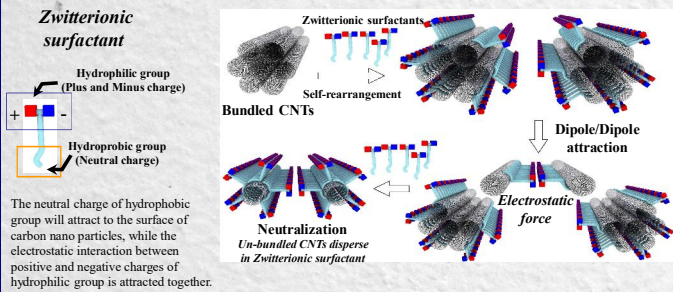 Zwitterionic
surfactant
Hydrophilic group
(Plus and Minus charge)
+ -
Hydroprobic group
(Neutral charge)
The neutral charge of hydrophobic
group will attract to the surface of
carbon nano particles, while the
electrostatic interaction between
positive and negative charges of
hydrophilic group is attracted together.
Zwitterionic surfactants
Self-rearrangement
Bundled CNTs
Dipole/Dipole
attraction
Electrostatic
force
Neutralization
Un-bundled CNTs disperse
in Zwitterionic surfactant